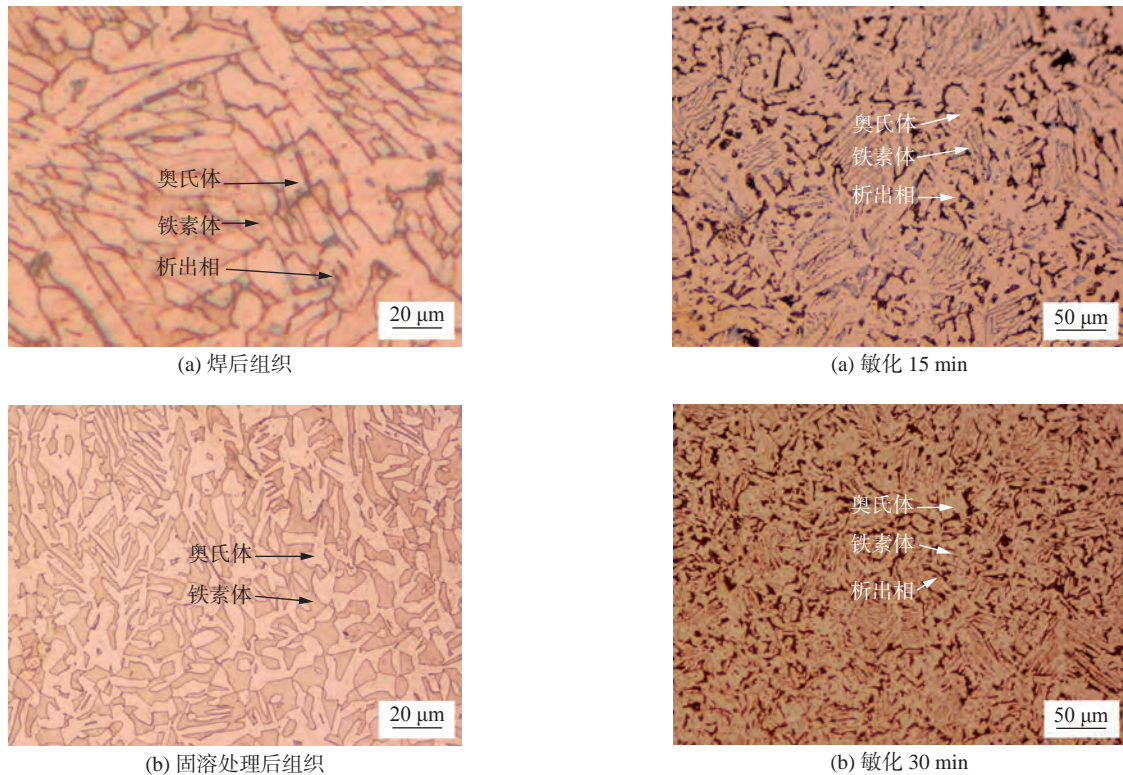 奥氏体
铁素体
析出相
20 μm
(a) 焊后组织
奥氏体
铁素体
20 μm
(b) 固溶处理后组织
奥氏体
铁素体
析出相
50 μm
(a) 敏化 15 min
奥氏体
铁素体
析出相
50 μm
(b) 敏化 30 min